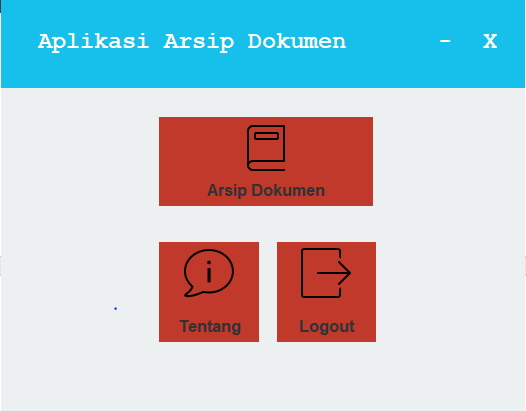 Aplikasi Arsip Dokumen - X
Arsip Dokumen
Tentang Logout